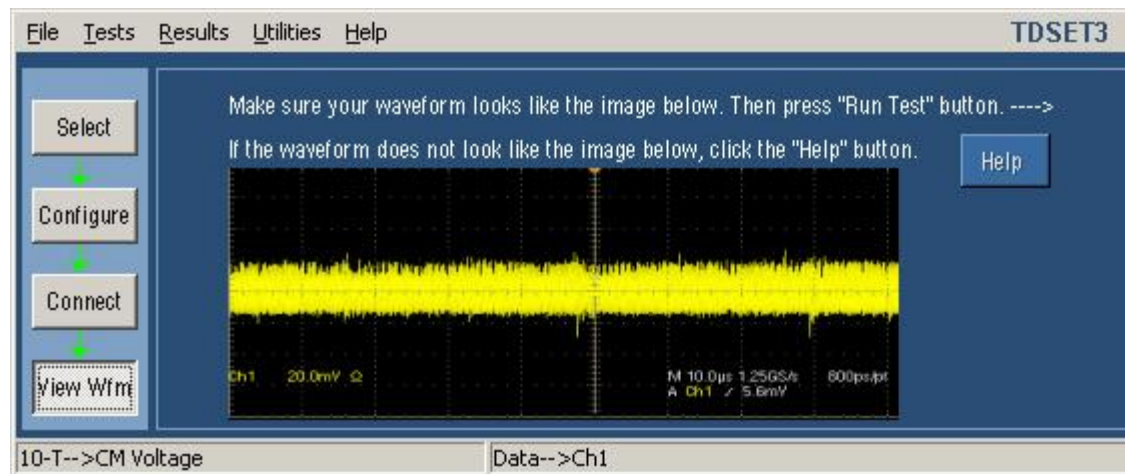 File Tests Results Utilities Help TDSET3
Make sure your waveform looks like the image below. Then press "Run Test" button. ---->
If the waveform does not look like the image below, click the "Help" button.
Help
Select
Configure
Connect
View Wfm
Ch1 20.0mV Ω M 10.0µs 1.25GS/s 800ps/pt
A Ch1 / 5.6mV
10-T-->CM Voltage Data-->Ch1